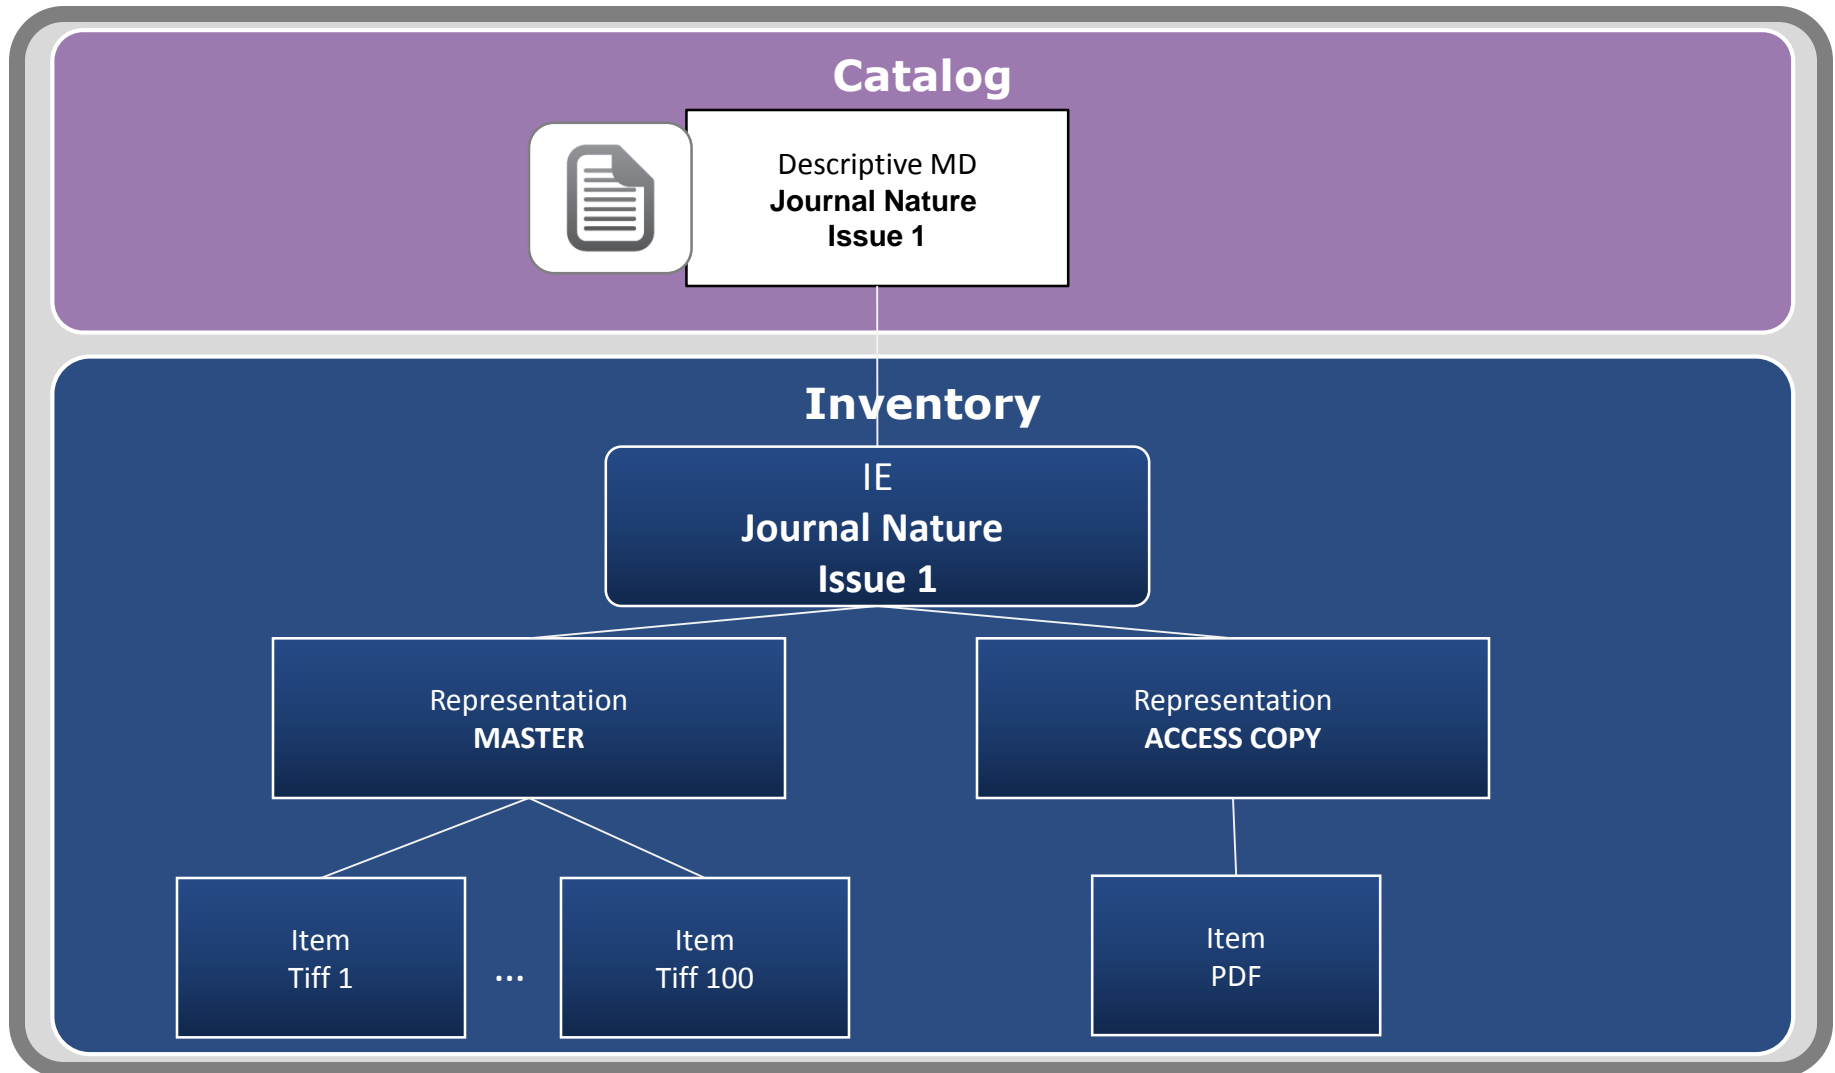 Catalog
Descriptive MD
Journal Nature
Issue 1
Inventory
IE
Journal Nature
Issue 1
Representation
MASTER
Representation
ACCESS COPY
Item
Tiff 1
...
Item
Tiff 100
Item
PDF